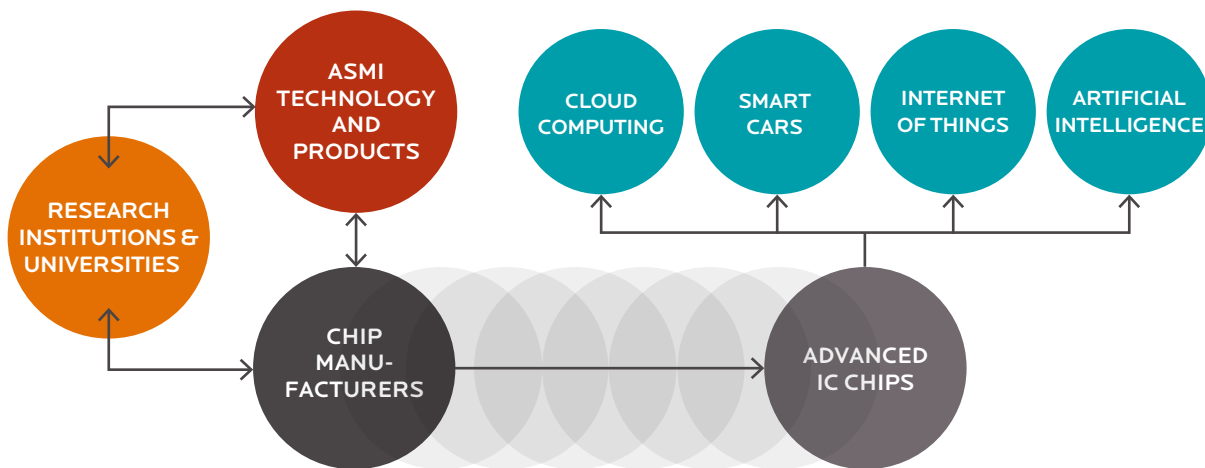 ASMI
TECHNOLOGY
AND
PRODUCTS
CLOUD
COMPUTING
SMART
CARS
INTERNET
OF THINGS
ARTIFICIAL
INTELLIGENCE
RESEARCH
INSTITUTIONS &
UNIVERSITIES
CHIP
MANU-
FACTURERS
ADVANCED
IC CHIPS